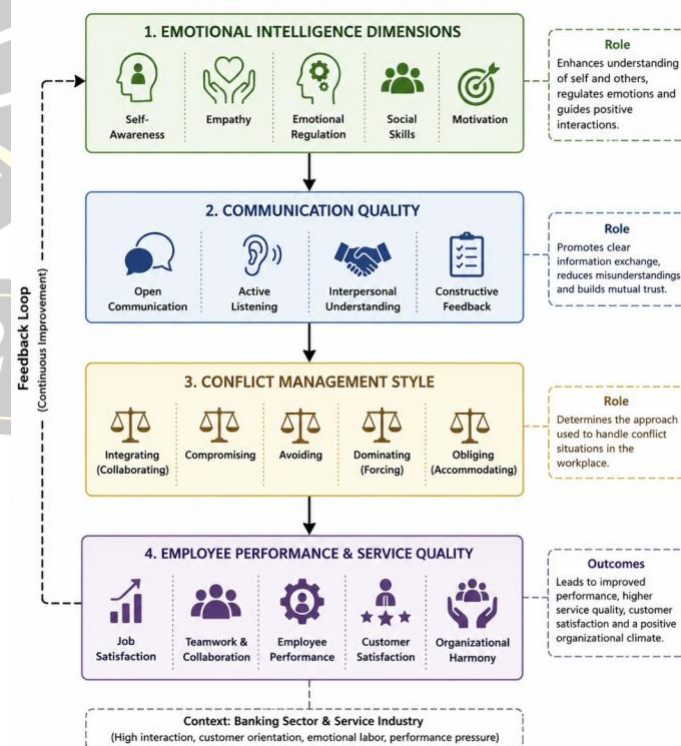 1. EMOTIONAL INTELLIGENCE DIMENSIONS
Self-
Awareness
Empathy
Emotional
Regulation
Social
Skills
Motivation
Role
Enhances understanding
of self and others,
regulates emotions and
guides positive
interactions.
2. COMMUNICATION QUALITY
Open
Communication
Active
Listening
Interpersonal
Understanding
Constructive
Feedback
Role
Promotes clear
information exchange,
reduces misunderstandings
and builds mutual trust.
Feedback Loop
(Continuous Improvement)
3. CONFLICT MANAGEMENT STYLE
Integrating
(Collaborating)
Compromising
Avoiding
Dominating
(Forcing)
Obliging
(Accommodating)
Role
Determines the approach
used to handle conflict
situations in the
workplace.
4. EMPLOYEE PERFORMANCE & SERVICE QUALITY
Job
Satisfaction
Teamwork &
Collaboration
Employee
Performance
Customer
Satisfaction
Organizational
Harmony
Outcomes
Leads to improved
performance, higher
service quality, customer
satisfaction and a positive
organizational climate.
Context: Banking Sector & Service Industry
(High interaction, customer orientation, emotional labor, performance pressure)